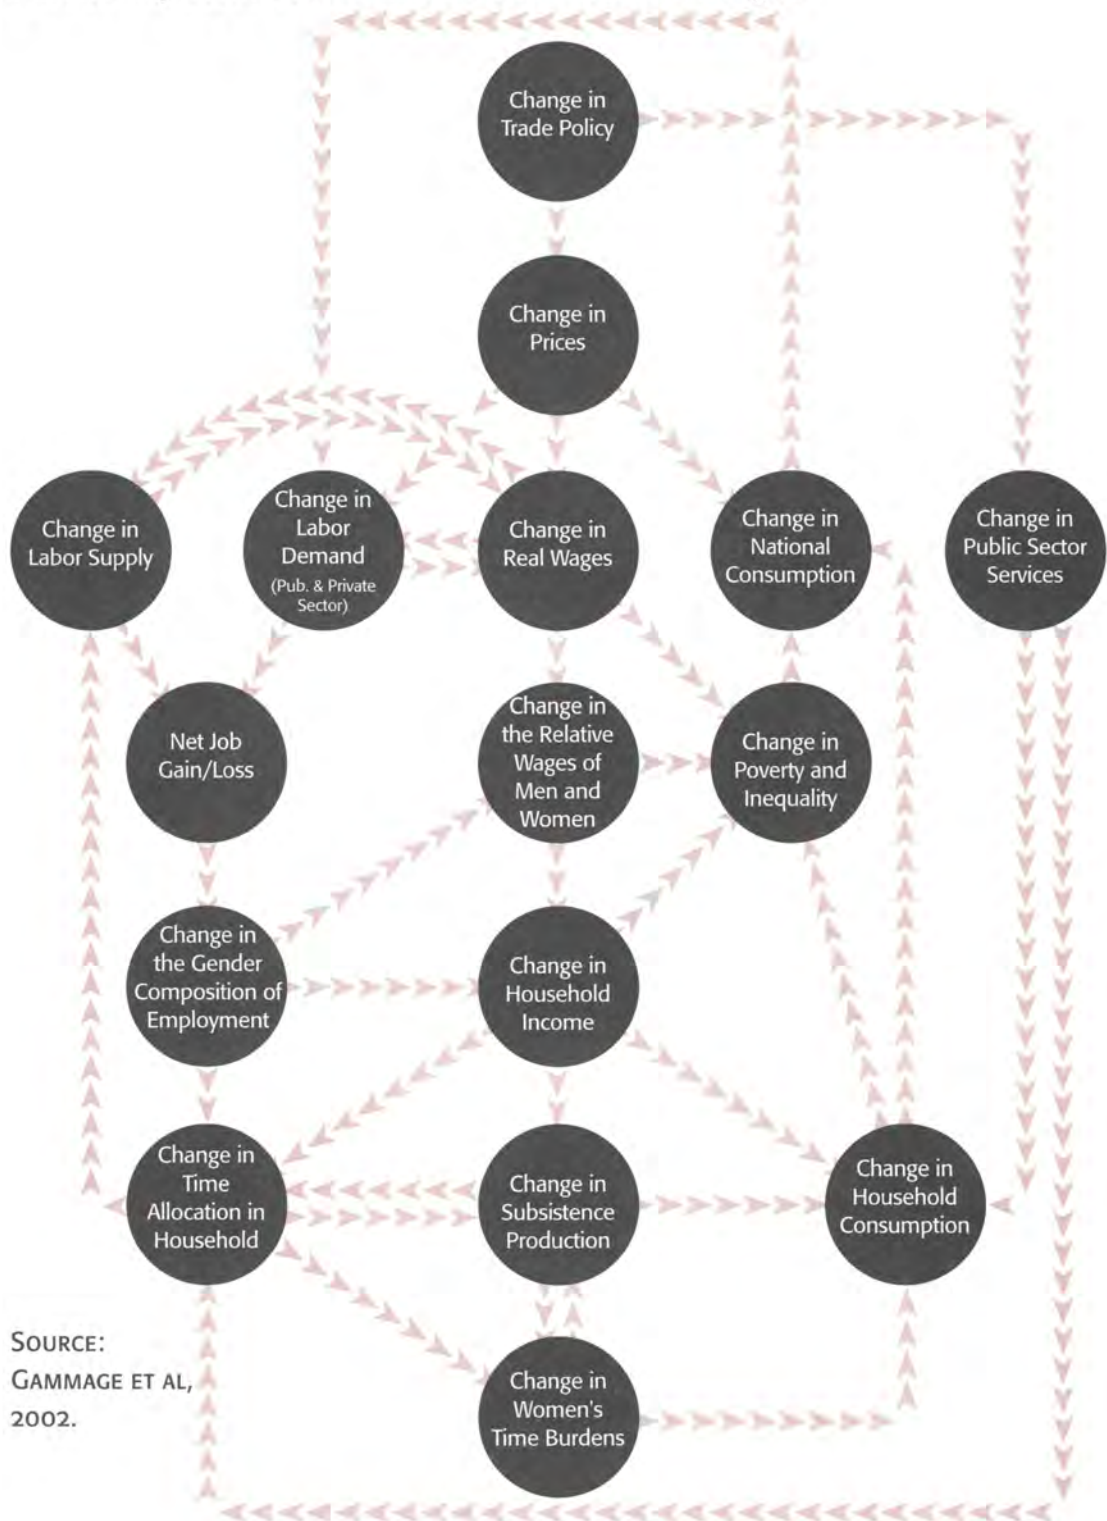 Change in
Trade Policy
Change in
Prices
Change in
Labor Supply
Change in
Labor
Demand
(Pub. & Private
Sector)
Change in
Real Wages
Change in
National
Consumption
Change in
Public Sector
Services
Net Job
Gain/Loss
Change in
the Relative
Wages of
Men and
Women
Change in
Poverty and
Inequality
Change in
the Gender
Composition of
Employment
Change in
Household
Income
Change in
Time
Allocation in
Household
Change in
Subsistence
Production
Change in
Household
Consumption
SOURCE:
GAMMAGE ET AL,
2002.
Change in
Women's
Time Burdens